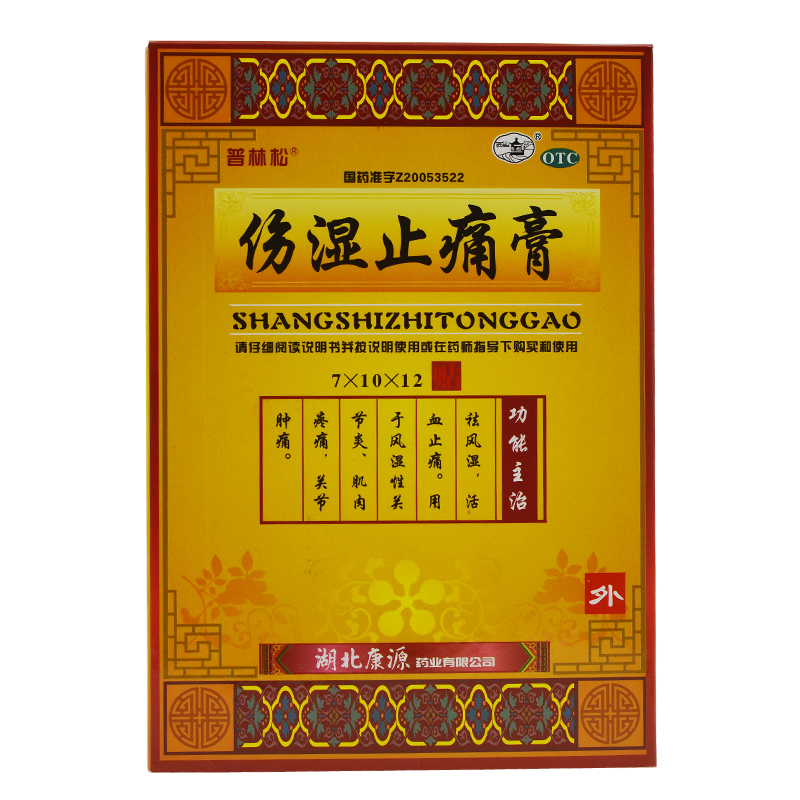 普林松®
®
OTC
国药准字Z20053522
伤湿止痛膏
SHANGSHIZHITONGGAO
请仔细阅读说明书并按说明使用或在药师指导下购买和使用
7×10×12 贴
功能主治
祛风湿，活
血止痛。用
于风湿性关
节炎、肌肉
疼痛，关节
肿痛。
外
湖北康源药业有限公司